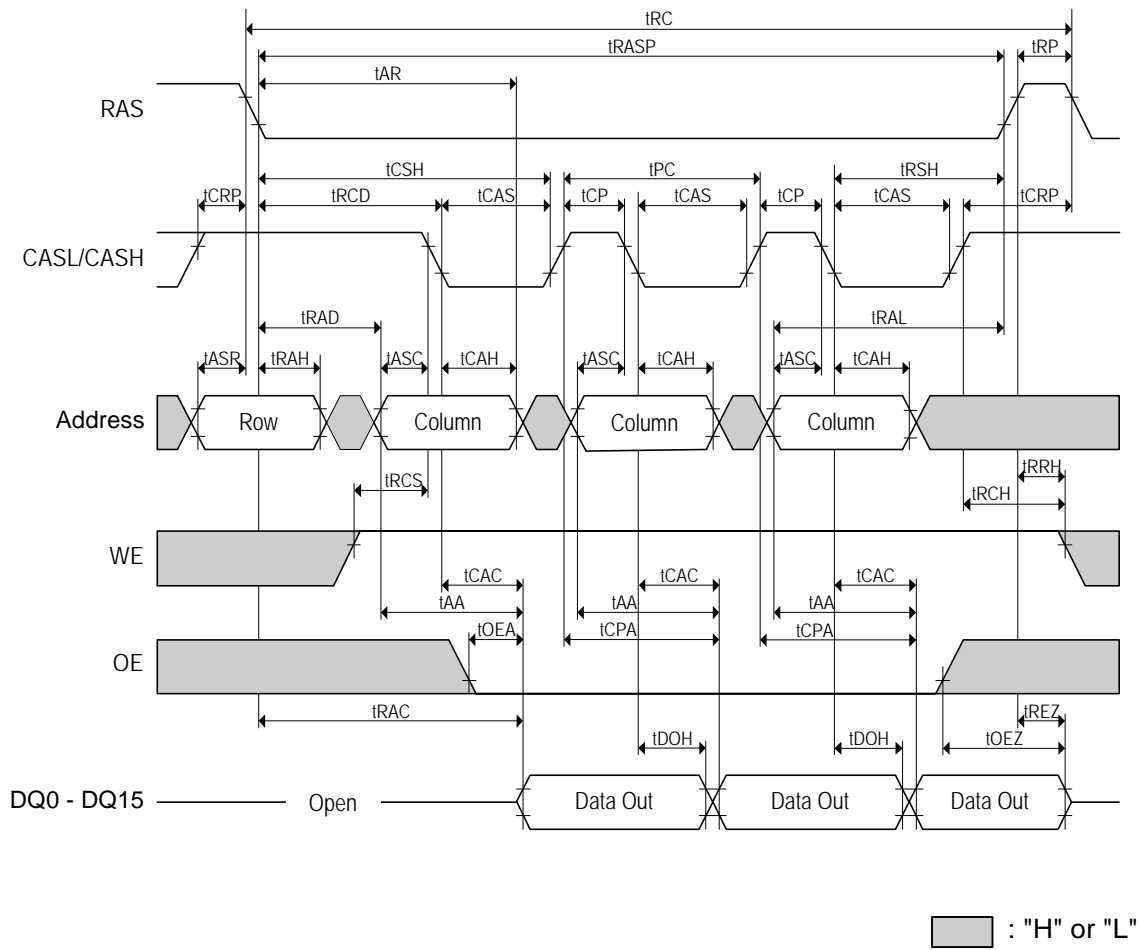 tRC
tRASP tRP
tAR
RAS
tCSH tPC tRSH
tCRP tRCD tCAS tCP tCAS tCP tCAS tCRP
CASL/CASH
tRAD tRAL
tASR tRAH tASC tCAH tASC tCAH tASC tCAH
Address Row Column Column Column
tRRH
tRCS tRCH
WE
tCAC tCAC tCAC
tAA tAA tAA
tOEA tCPA tCPA
OE
tRAC tREZ
tDOH tDOH tOEZ
DQ0 - DQ15 Open Data Out Data Out Data Out
: "H" or "L"